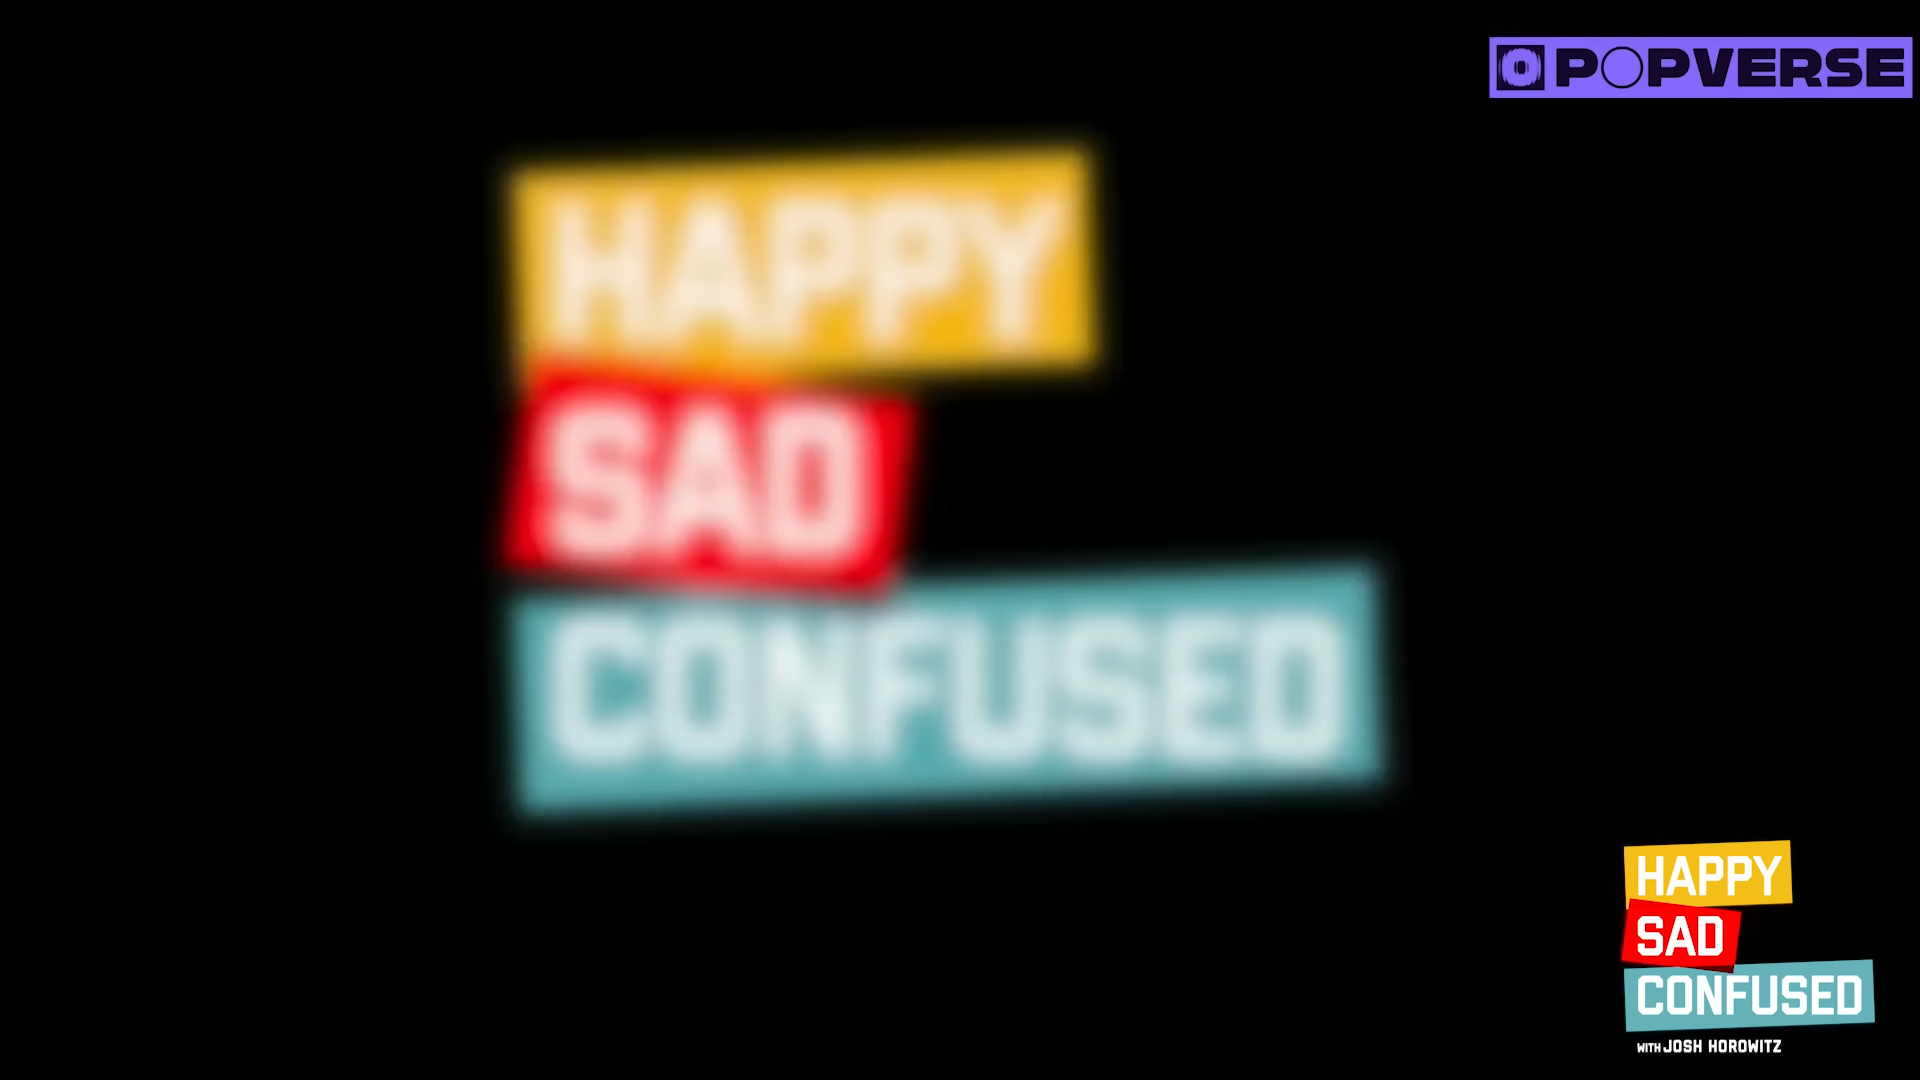 POPVERSE
HAPPY
SAD
CONFUSED
HAPPY
SAD
CONFUSED
WITH JOSH HOROWITZ